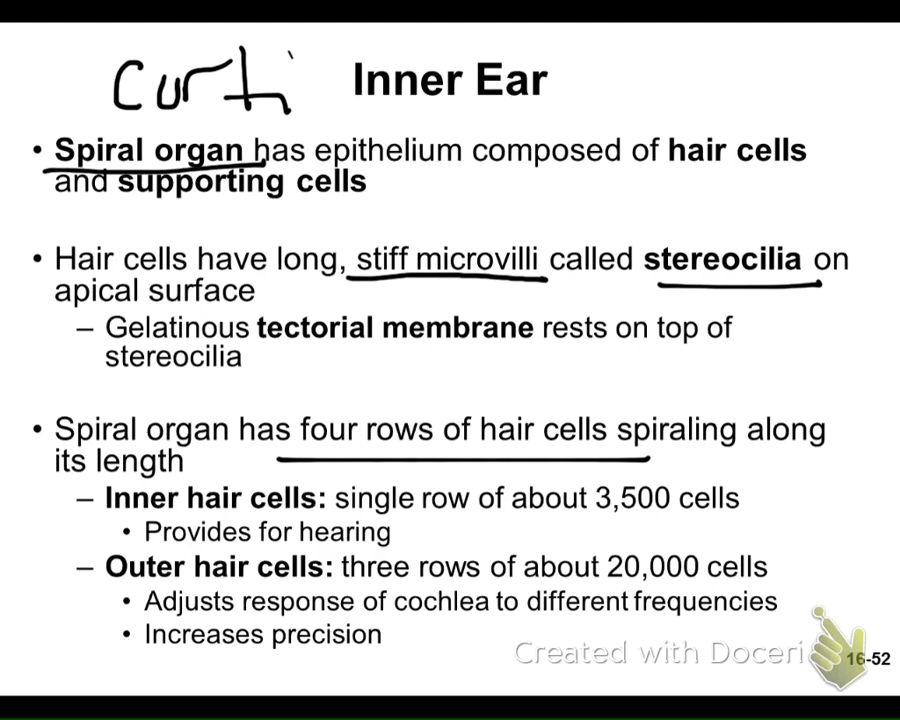 Curti Inner Ear
• Spiral organ has epithelium composed of hair cells
and supporting cells
• Hair cells have long, stiff microvilli called stereocilia on
apical surface
– Gelatinous tectorial membrane rests on top of
stereocilia
• Spiral organ has four rows of hair cells spiraling along
its length
– Inner hair cells: single row of about 3,500 cells
• Provides for hearing
– Outer hair cells: three rows of about 20,000 cells
• Adjusts response of cochlea to different frequencies
• Increases precision
Created with Doceri
16-52